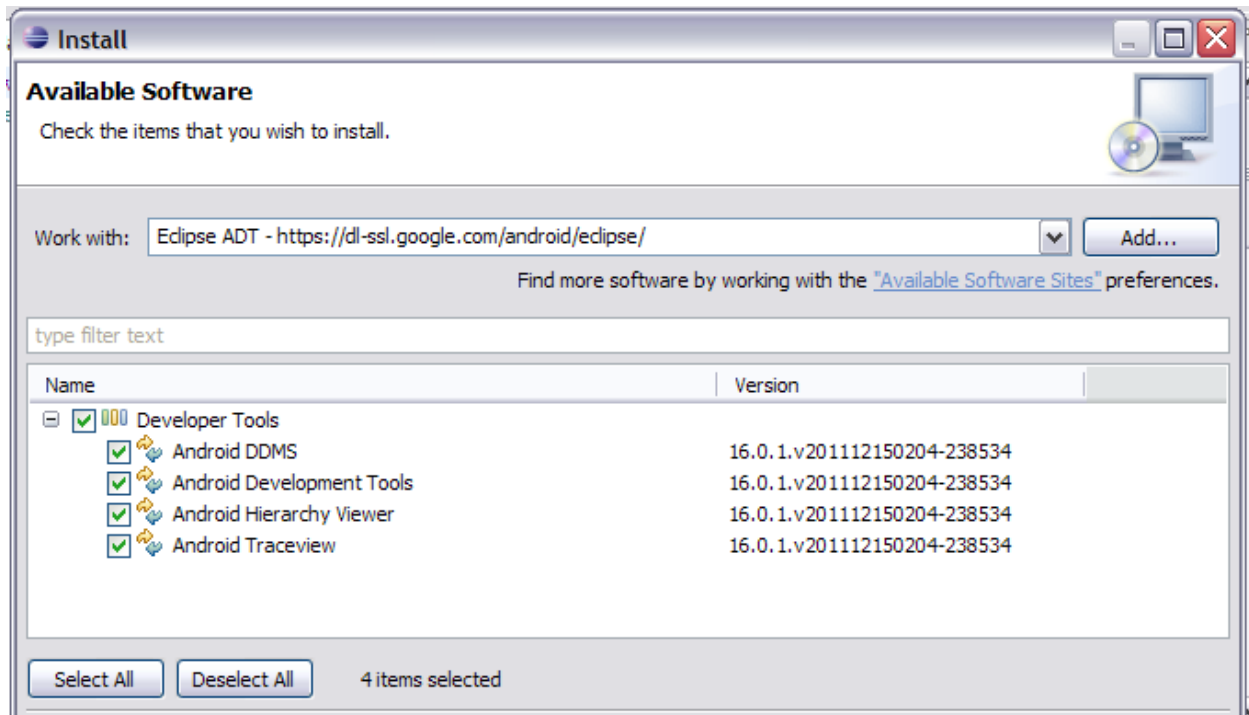 Install
Available Software
Check the items that you wish to install.
Work with: Eclipse ADT - https://dl-ssl.google.com/android/eclipse/ Add...
Find more software by working with the "Available Software Sites" preferences.
type filter text
Name Version
Developer Tools
Android DDMS 16.0.1.v201112150204-238534
Android Development Tools 16.0.1.v201112150204-238534
Android Hierarchy Viewer 16.0.1.v201112150204-238534
Android Traceview 16.0.1.v201112150204-238534
Select All Deselect All 4 items selected